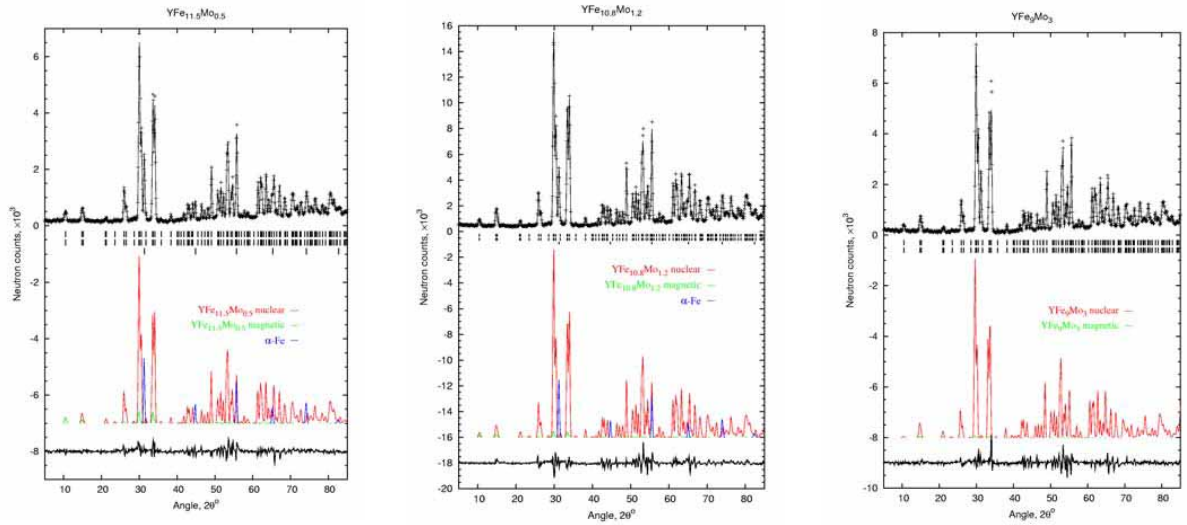 YFe11.5Mo0.5
6
4
2
0
-2
-4
-6
-8
Neutron counts, ×10³
YFe11.5Mo0.5 nuclear
YFe11.5Mo0.5 magnetic
α-Fe
10 20 30 40 50 60 70 80
Angle, 2θ°
YFe10.8Mo1.2
16
14
12
10
8
6
4
2
0
-2
-4
-6
-8
-10
-12
-14
-16
-18
-20
Neutron counts, ×10³
YFe10.8Mo1.2 nuclear
YFe10.8Mo1.2 magnetic
α-Fe
10 20 30 40 50 60 70 80
Angle, 2θ°
YFe9Mo3
8
6
4
2
0
-2
-4
-6
-8
-10
Neutron counts, ×10³
YFe9Mo3 nuclear
YFe9Mo3 magnetic
10 20 30 40 50 60 70 80
Angle, 2θ°